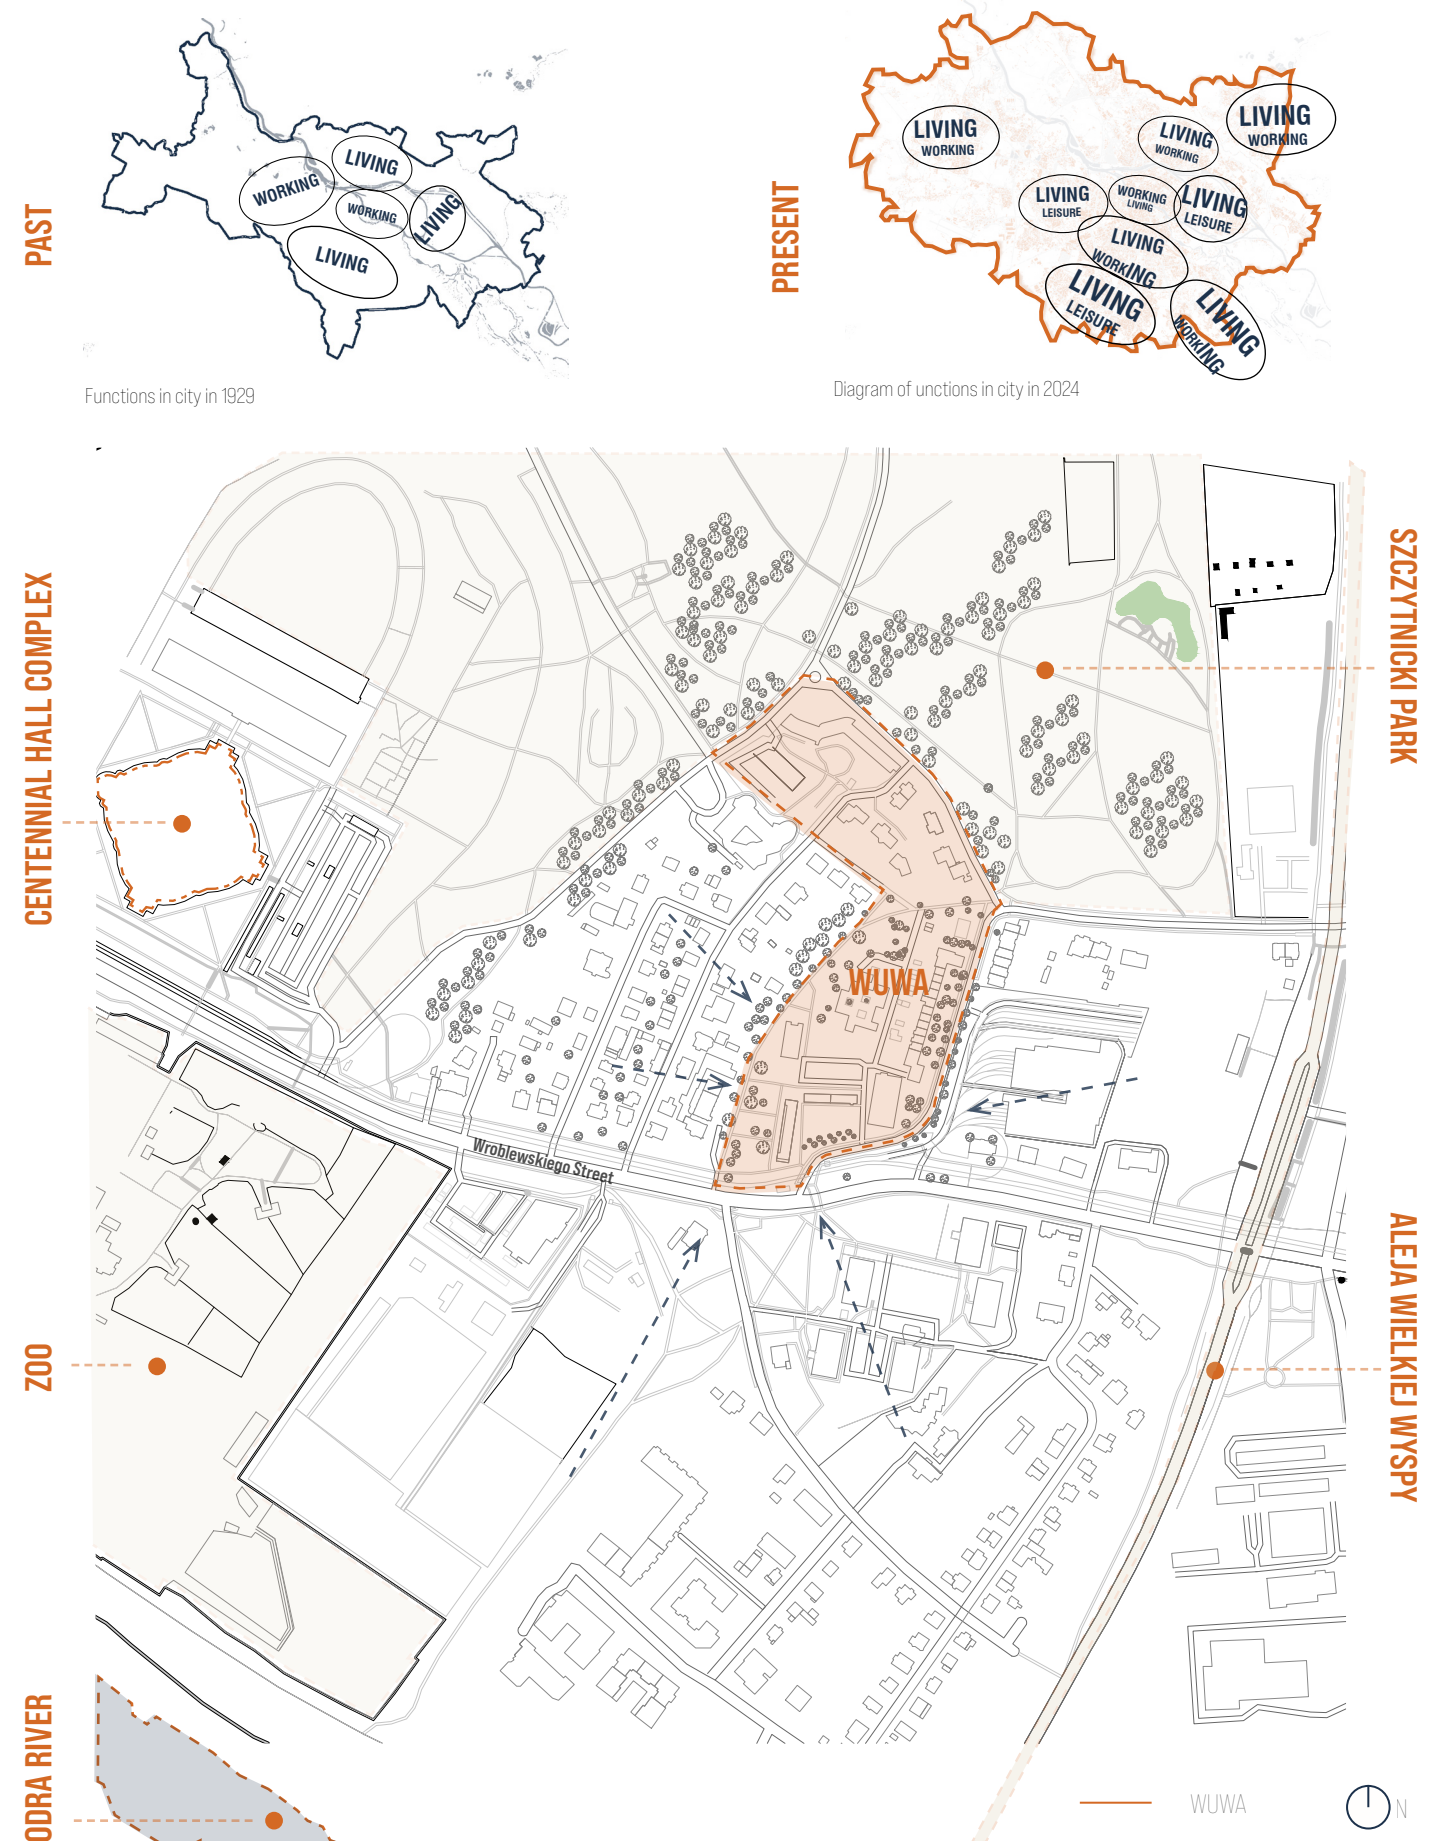 PAST
WORKING
LIVING
WORKING
LIVING
LIVING
Functions in city in 1929
PRESENT
LIVING
WORKING
LIVING
WORKING
LIVING
WORKING
LIVING
LEISURE
WORKING
LIVING
LIVING
LEISURE
LIVING
WORKING
LIVING
LEISURE
LIVING
WORKING
Diagram of unctions in city in 2024
CENTENNIAL HALL COMPLEX
SZCZYTNICKI PARK
WUWA
Wroblewskiego Street
ZOO
ALEJA WIELKIEJ WYSPY
ODRA RIVER
WUWA
N